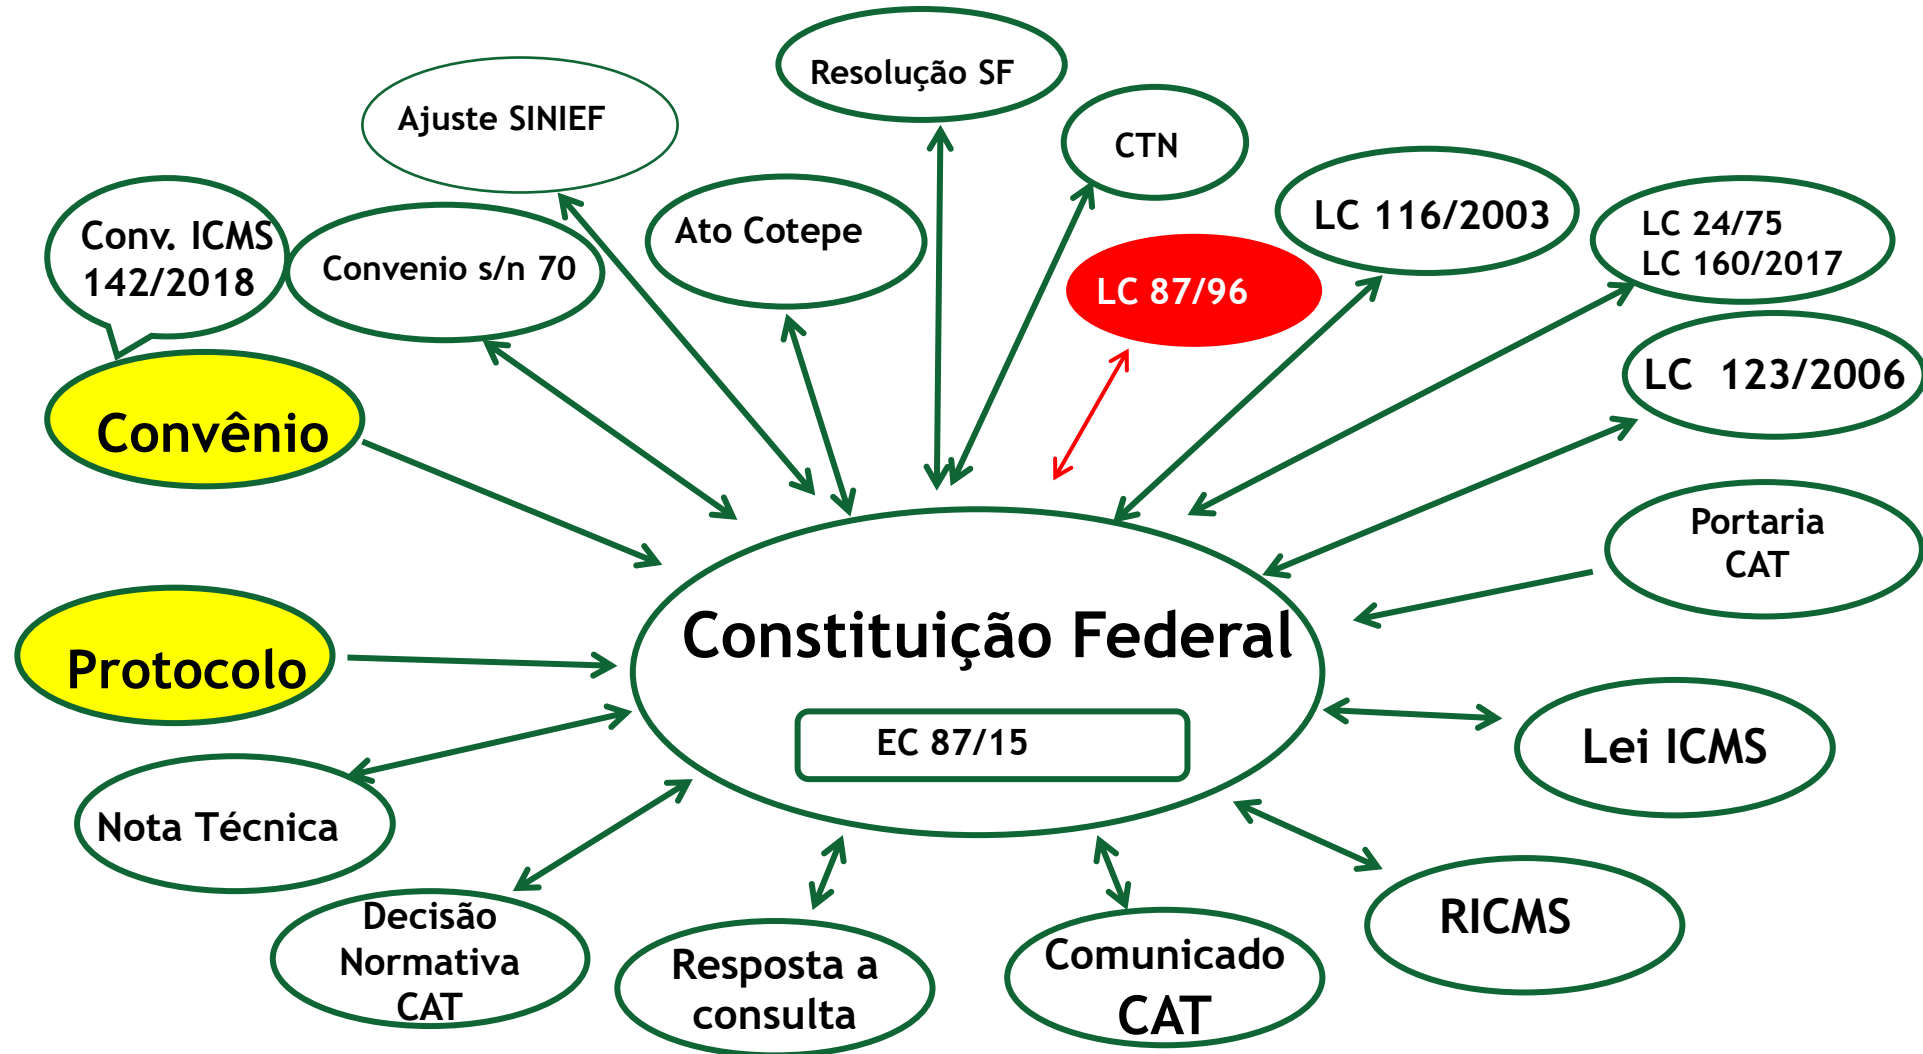 Resolução SF
Ajuste SINIEF
CTN
Conv. ICMS
142/2018
Convenio s/n 70
Ato Cotepe
LC 87/96
LC 116/2003
LC 24/75
LC 160/2017
LC 123/2006
Convênio
Portaria
CAT
Protocolo
Constituição Federal
EC 87/15
Lei ICMS
Nota Técnica
Decisão
Normativa
CAT
Resposta a
consulta
Comunicado
CAT
RICMS